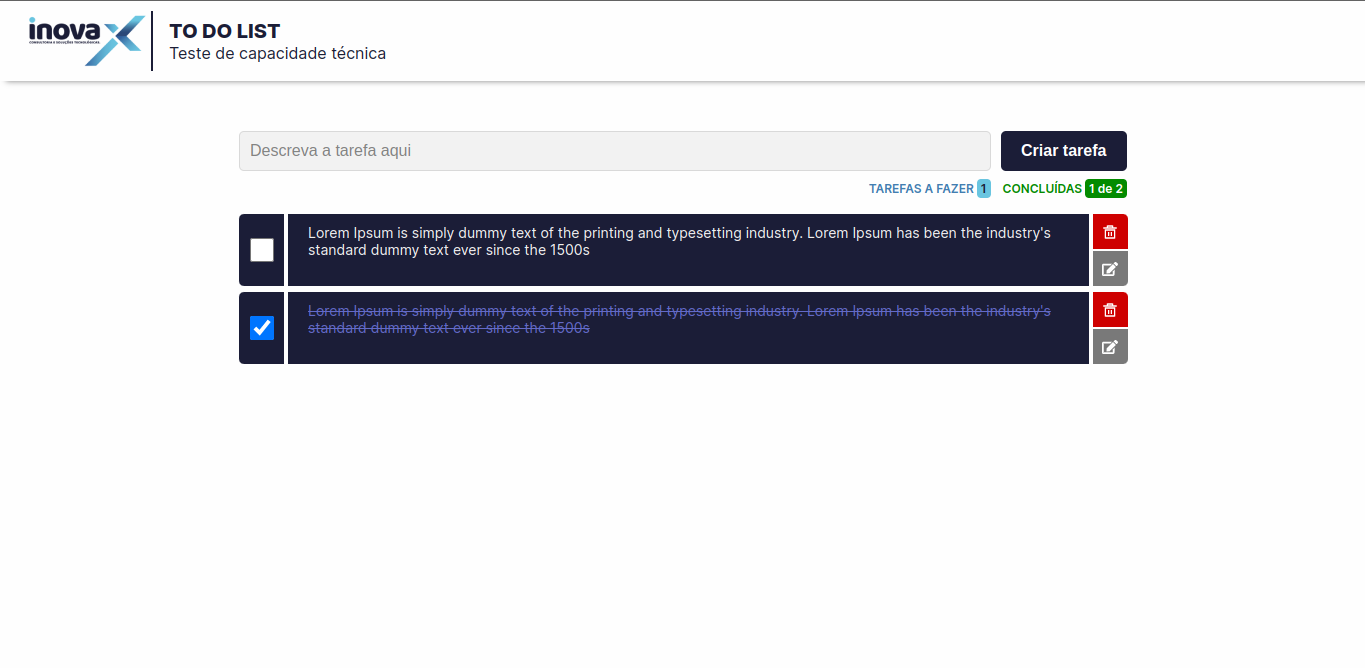 inova
CONSULTORIA E SOLUÇÕES TECNOLÓGICAS
TO DO LIST
Teste de capacidade técnica
Descreva a tarefa aqui
Criar tarefa
TAREFAS A FAZER 1 CONCLUÍDAS 1 de 2
Lorem Ipsum is simply dummy text of the printing and typesetting industry. Lorem Ipsum has been the industry's
standard dummy text ever since the 1500s
Lorem Ipsum is simply dummy text of the printing and typesetting industry. Lorem Ipsum has been the industry's
standard dummy text ever since the 1500s